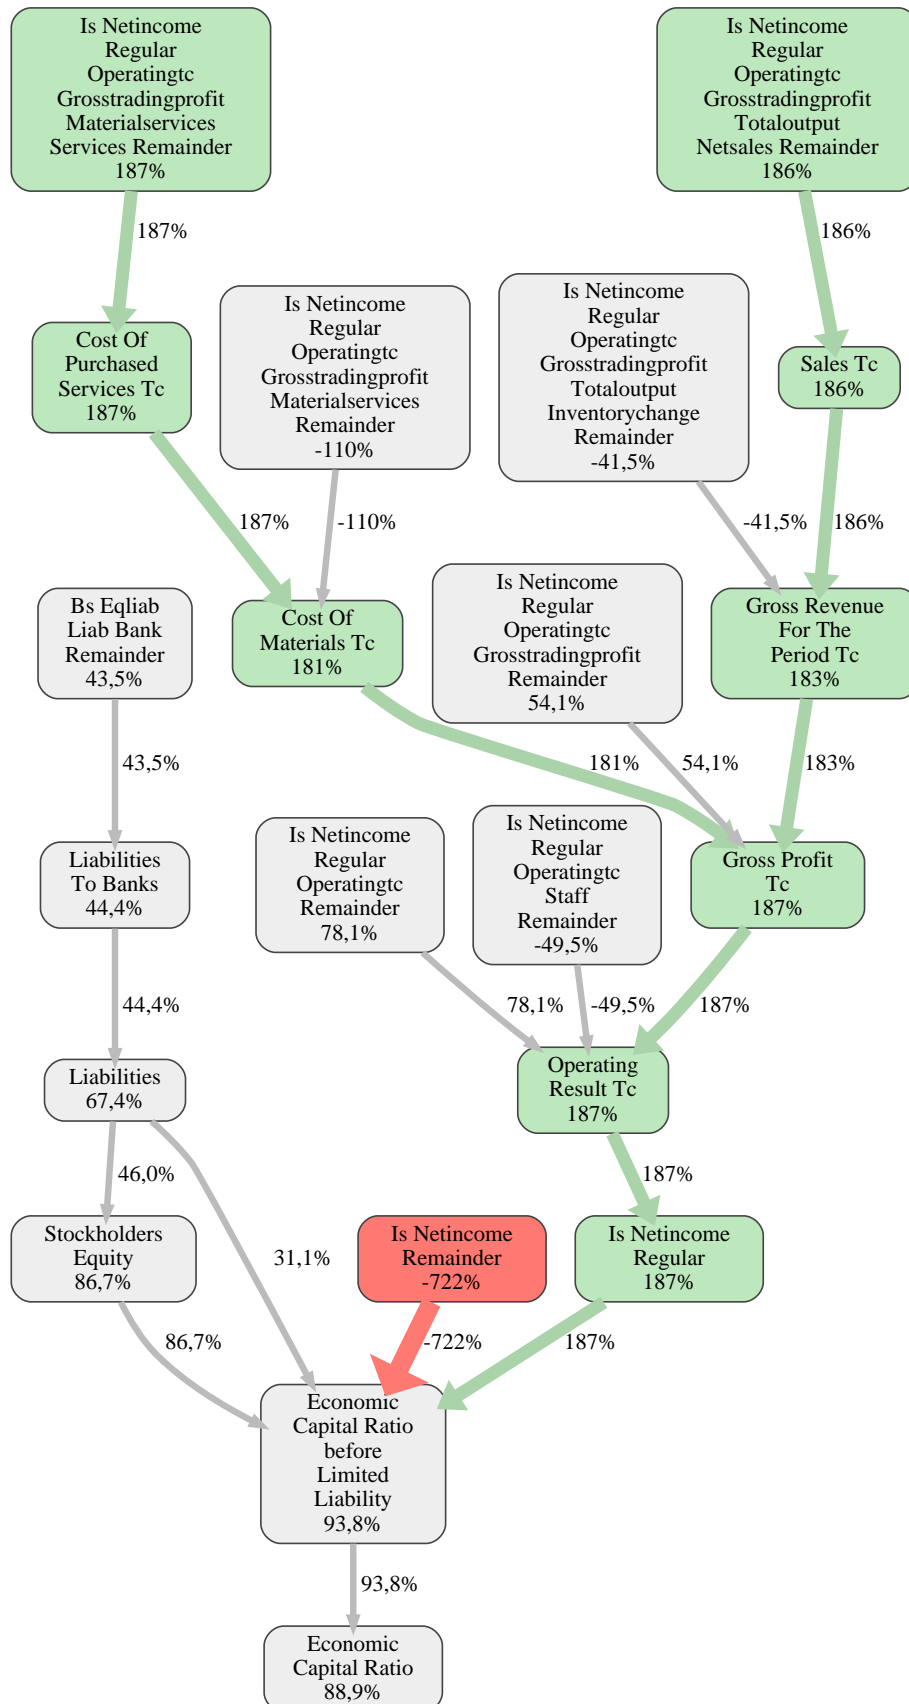 Is Netincome
Regular
Operatingtc
Grosstradingprofit
Materialservices
Services Remainder
187%
Is Netincome
Regular
Operatingtc
Grosstradingprofit
Totaloutput
Netsales Remainder
186%
187%
186%
Cost Of
Purchased
Services Tc
187%
Is Netincome
Regular
Operatingtc
Grosstradingprofit
Materialservices
Remainder
-110%
Is Netincome
Regular
Operatingtc
Grosstradingprofit
Totaloutput
Inventorychange
Remainder
-41,5%
Sales Tc
186%
187%
-110%
-41,5%
186%
Bs Eqliab
Liab Bank
Remainder
43,5%
Cost Of
Materials Tc
181%
Is Netincome
Regular
Operatingtc
Grosstradingprofit
Remainder
54,1%
Gross Revenue
For The
Period Tc
183%
43,5%
181%
54,1%
183%
Liabilities
To Banks
44,4%
Is Netincome
Regular
Operatingtc
Remainder
78,1%
Is Netincome
Regular
Operatingtc
Staff
Remainder
-49,5%
Gross Profit
Tc
187%
44,4%
78,1%
-49,5%
187%
Liabilities
67,4%
Operating
Result Tc
187%
46,0%
187%
Stockholders
Equity
86,7%
31,1%
Is Netincome
Remainder
-722%
Is Netincome
Regular
187%
86,7%
-722%
187%
Economic
Capital Ratio
before
Limited
Liability
93,8%
93,8%
Economic
Capital Ratio
88,9%